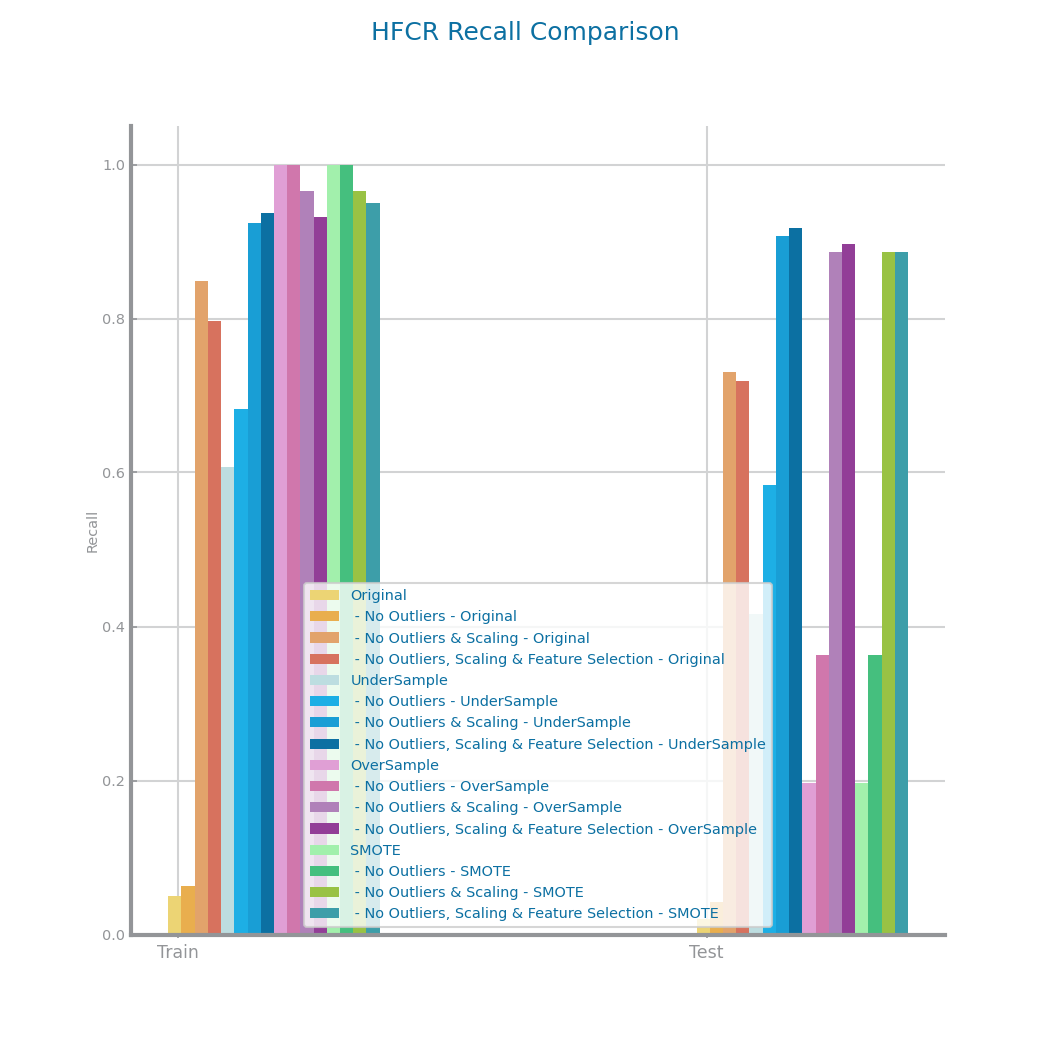 HFCR Recall Comparison
1.0
0.8
0.6
0.4
0.2
0.0
Recall
Original
- No Outliers - Original
- No Outliers & Scaling - Original
- No Outliers, Scaling & Feature Selection - Original
UnderSample
- No Outliers - UnderSample
- No Outliers & Scaling - UnderSample
- No Outliers, Scaling & Feature Selection - UnderSample
OverSample
- No Outliers - OverSample
- No Outliers & Scaling - OverSample
- No Outliers, Scaling & Feature Selection - OverSample
SMOTE
- No Outliers - SMOTE
- No Outliers & Scaling - SMOTE
- No Outliers, Scaling & Feature Selection - SMOTE
Train
Test